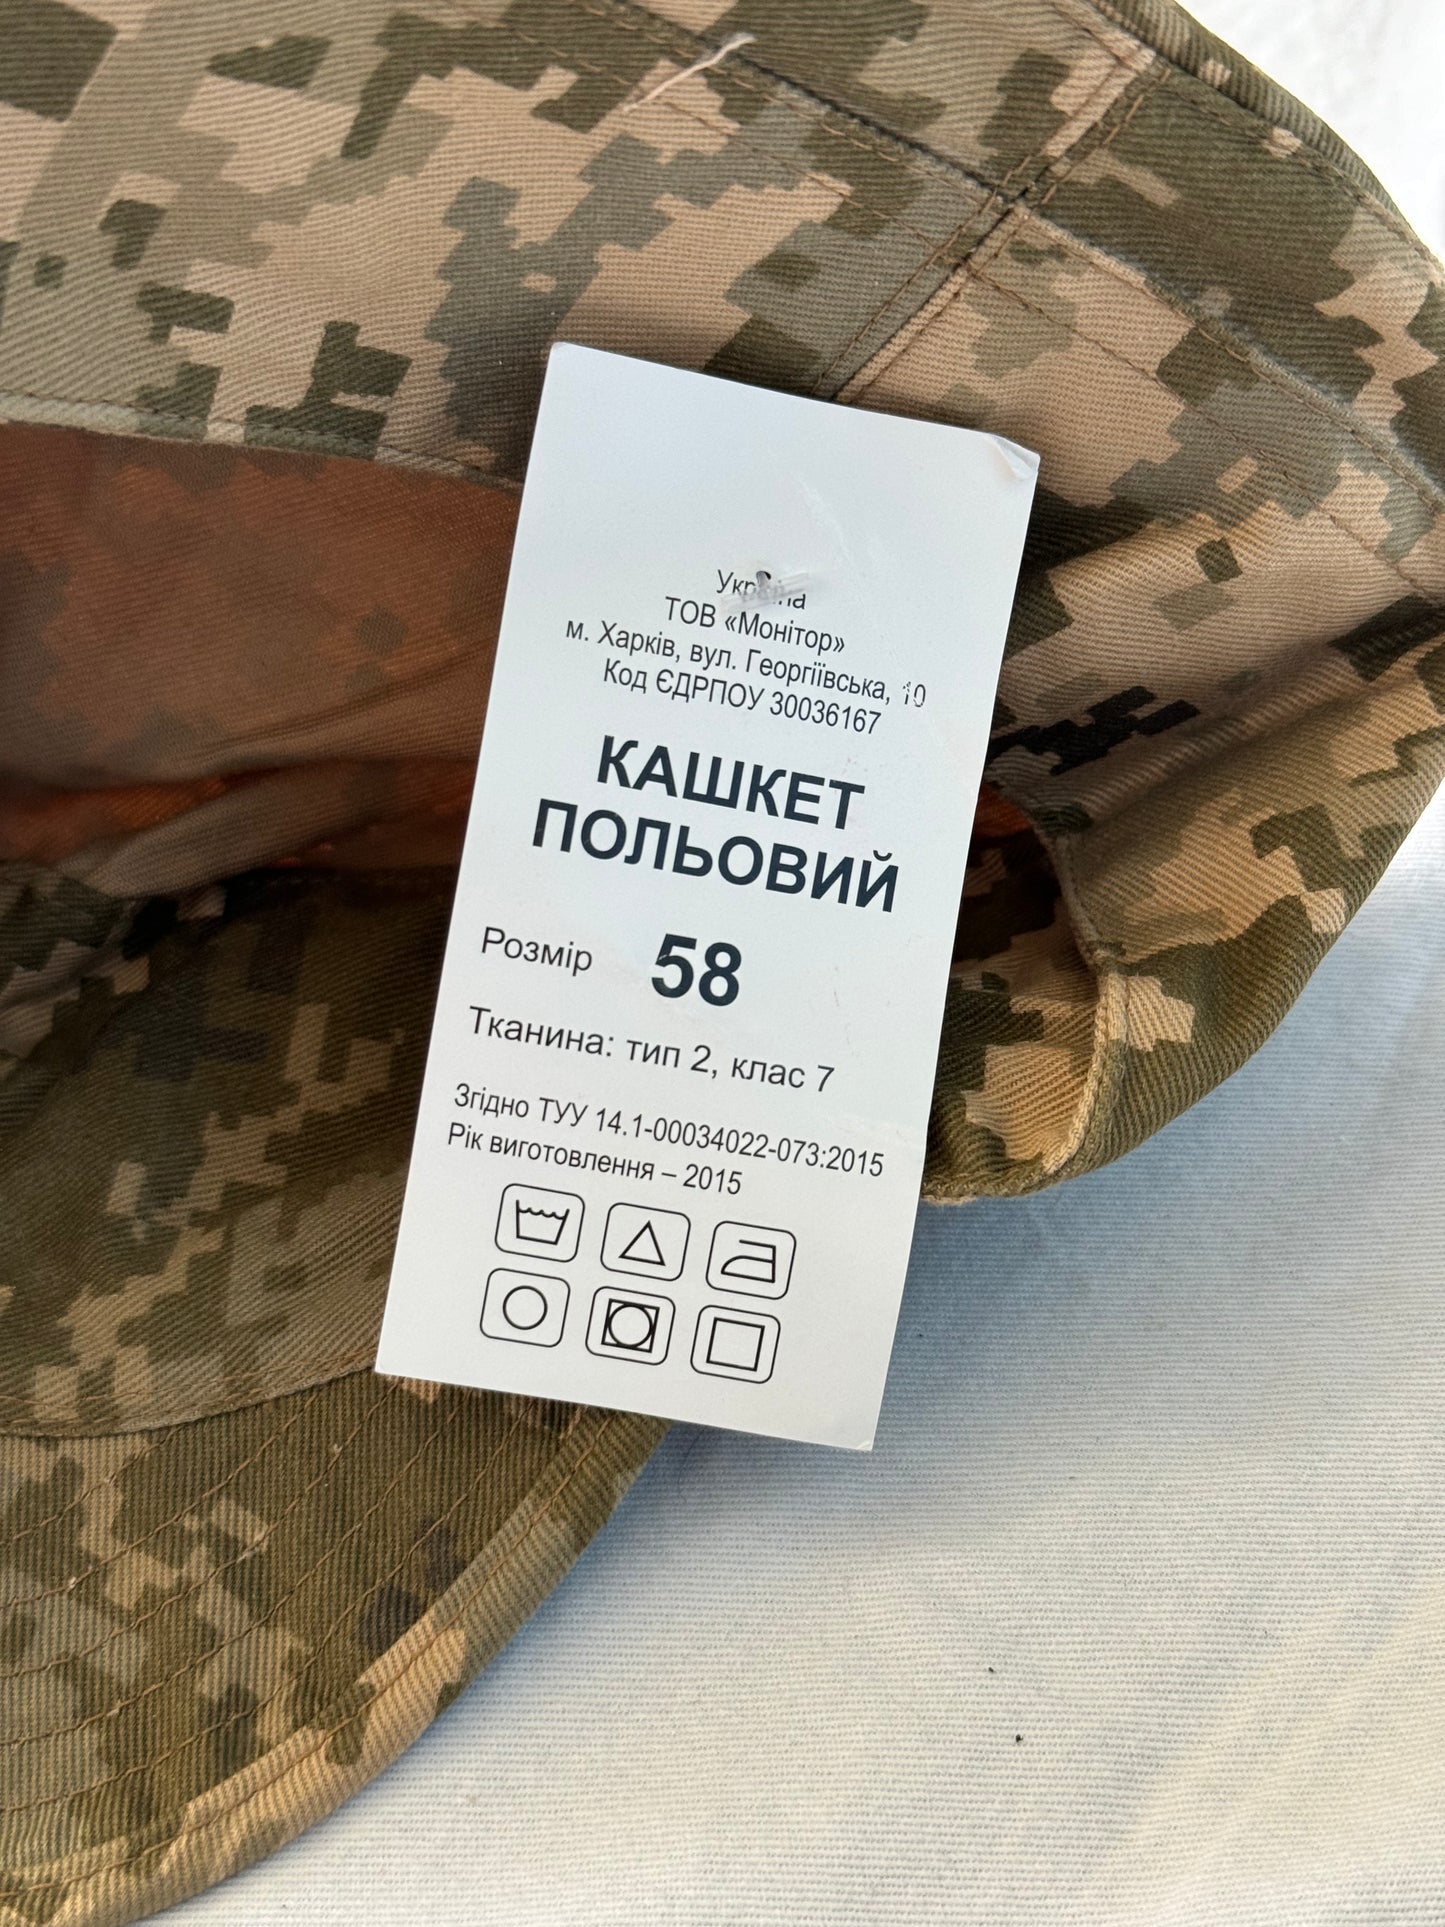 Україна
ТОВ «Монітор»
м. Харків, вул. Георгіївська, 10
Код ЄДРПОУ 30036167
КАШКЕТ
ПОЛЬОВИЙ
Розмір 58
Тканина: тип 2, клас 7
Згідно ТУУ 14.1-00034022-073:2015
Рік виготовлення – 2015